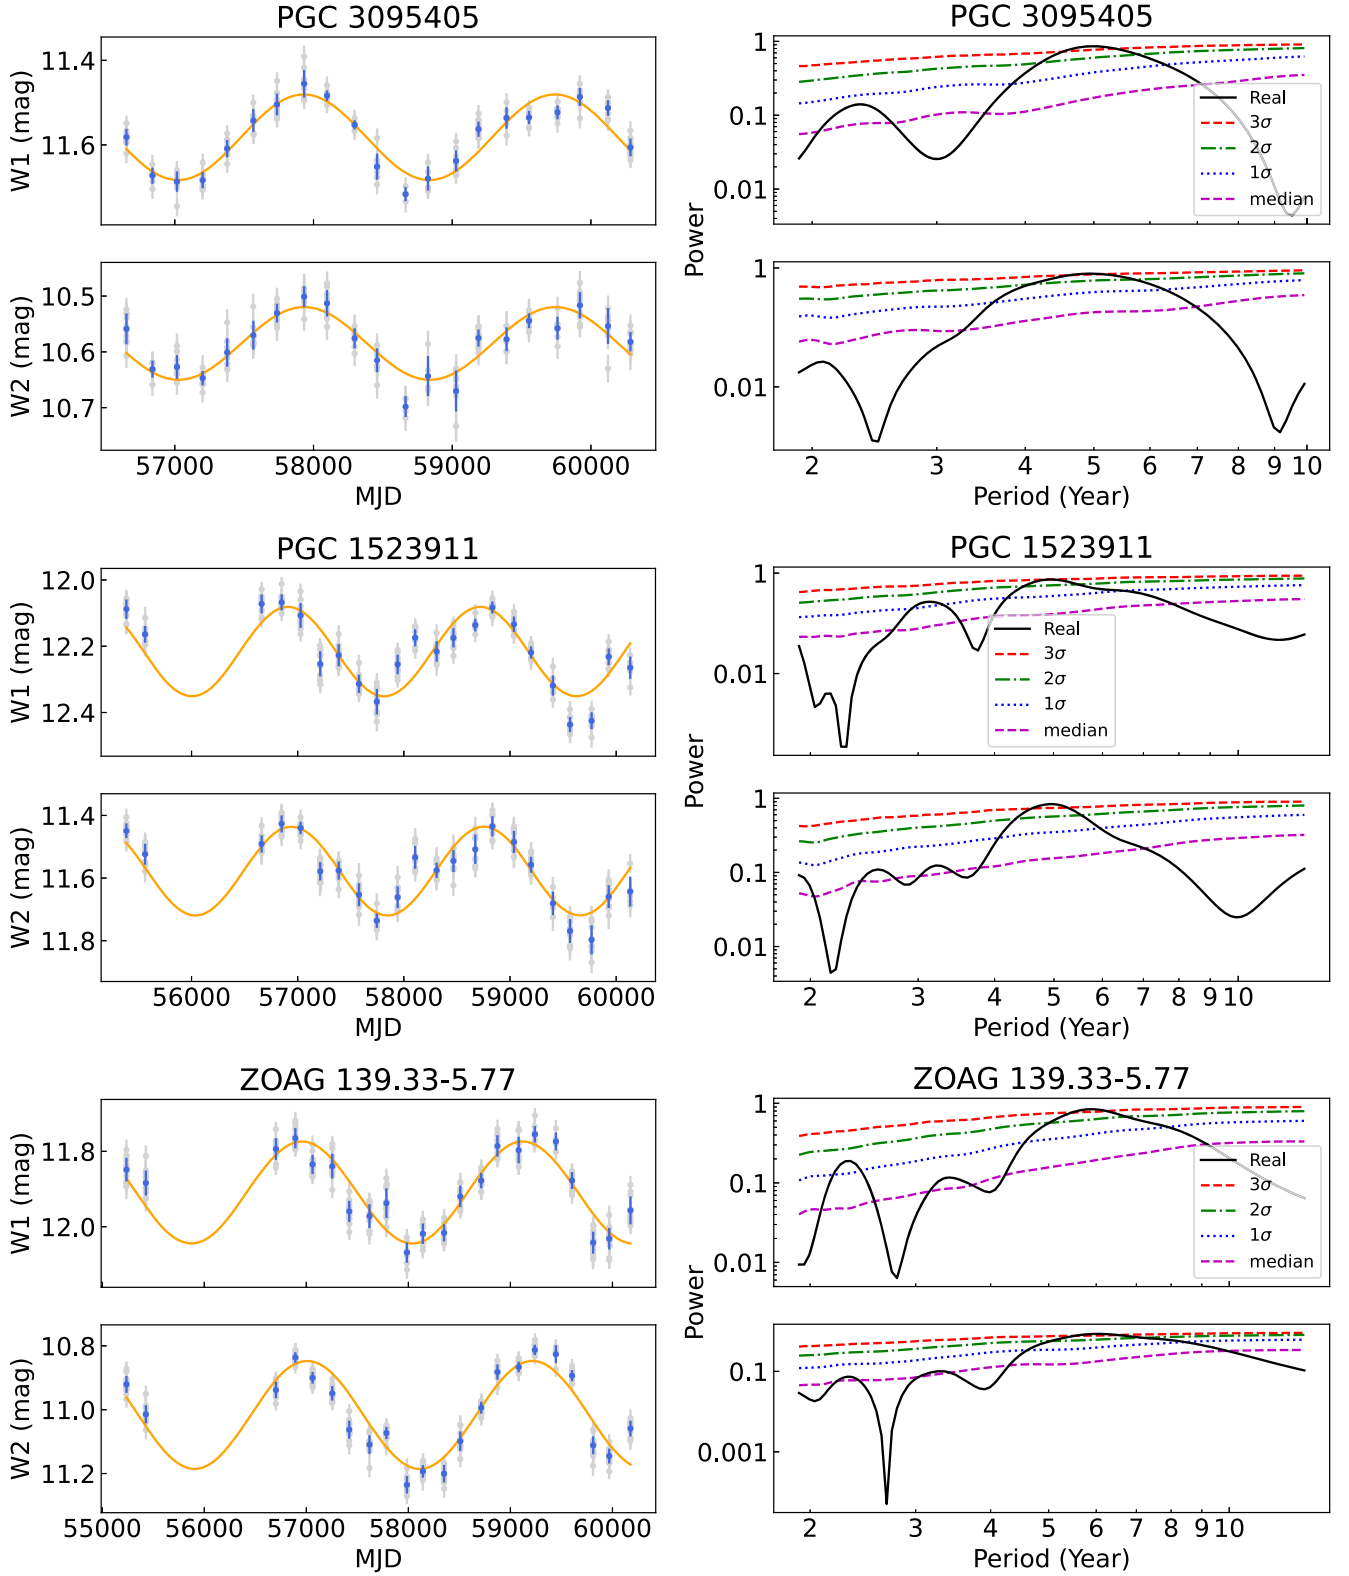 PGC 3095405
PGC 3095405
11.4
11.6
W1 (mag)
10.5
10.6
10.7
W2 (mag)
57000 58000 59000 60000
MJD
1
0.1
0.01
Real
3σ
2σ
1σ
median
Power
1
0.01
2 3 4 5 6 7 8 9 10
Period (Year)
PGC 1523911
PGC 1523911
12.0
12.2
12.4
W1 (mag)
11.4
11.6
11.8
W2 (mag)
56000 57000 58000 59000 60000
MJD
1
0.01
Real
3σ
2σ
1σ
median
Power
1
0.1
0.01
2 3 4 5 6 7 8 9 10
Period (Year)
ZOAG 139.33-5.77
ZOAG 139.33-5.77
11.8
12.0
W1 (mag)
10.8
11.0
11.2
W2 (mag)
55000 56000 57000 58000 59000 60000
MJD
1
0.1
0.01
Real
3σ
2σ
1σ
median
Power
0.1
0.001
2 3 4 5 6 7 8 9 10
Period (Year)